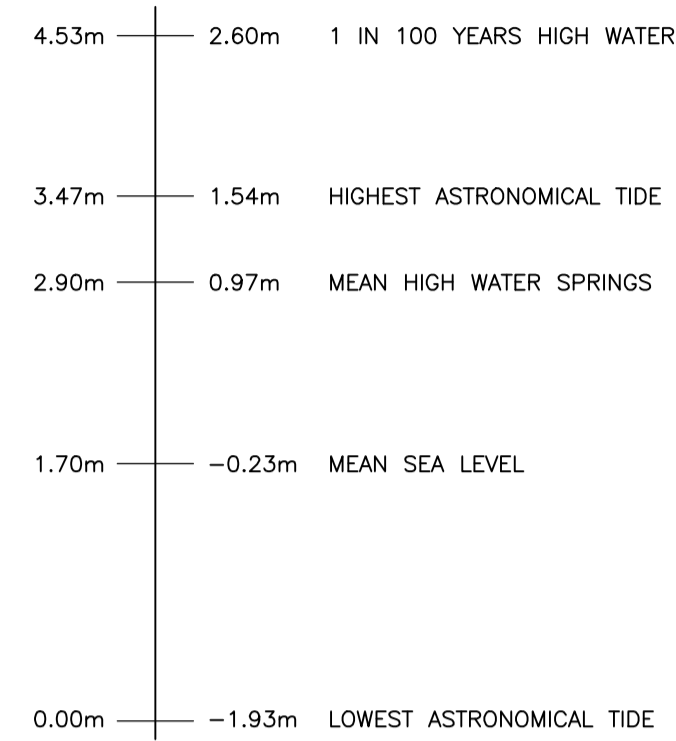 4.53m 2.60m 1 IN 100 YEARS HIGH WATER
3.47m 1.54m HIGHEST ASTRONOMICAL TIDE
2.90m 0.97m MEAN HIGH WATER SPRINGS
1.70m -0.23m MEAN SEA LEVEL
0.00m -1.93m LOWEST ASTRONOMICAL TIDE